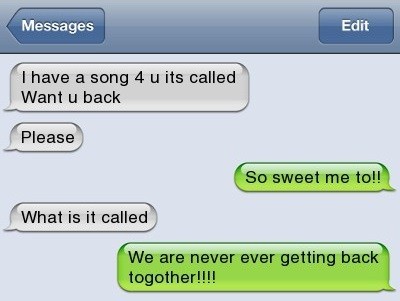 Messages
Edit
I have a song 4 u its called
Want u back
Please
So sweet me to!!
What is it called
We are never ever getting back
togother!!!!